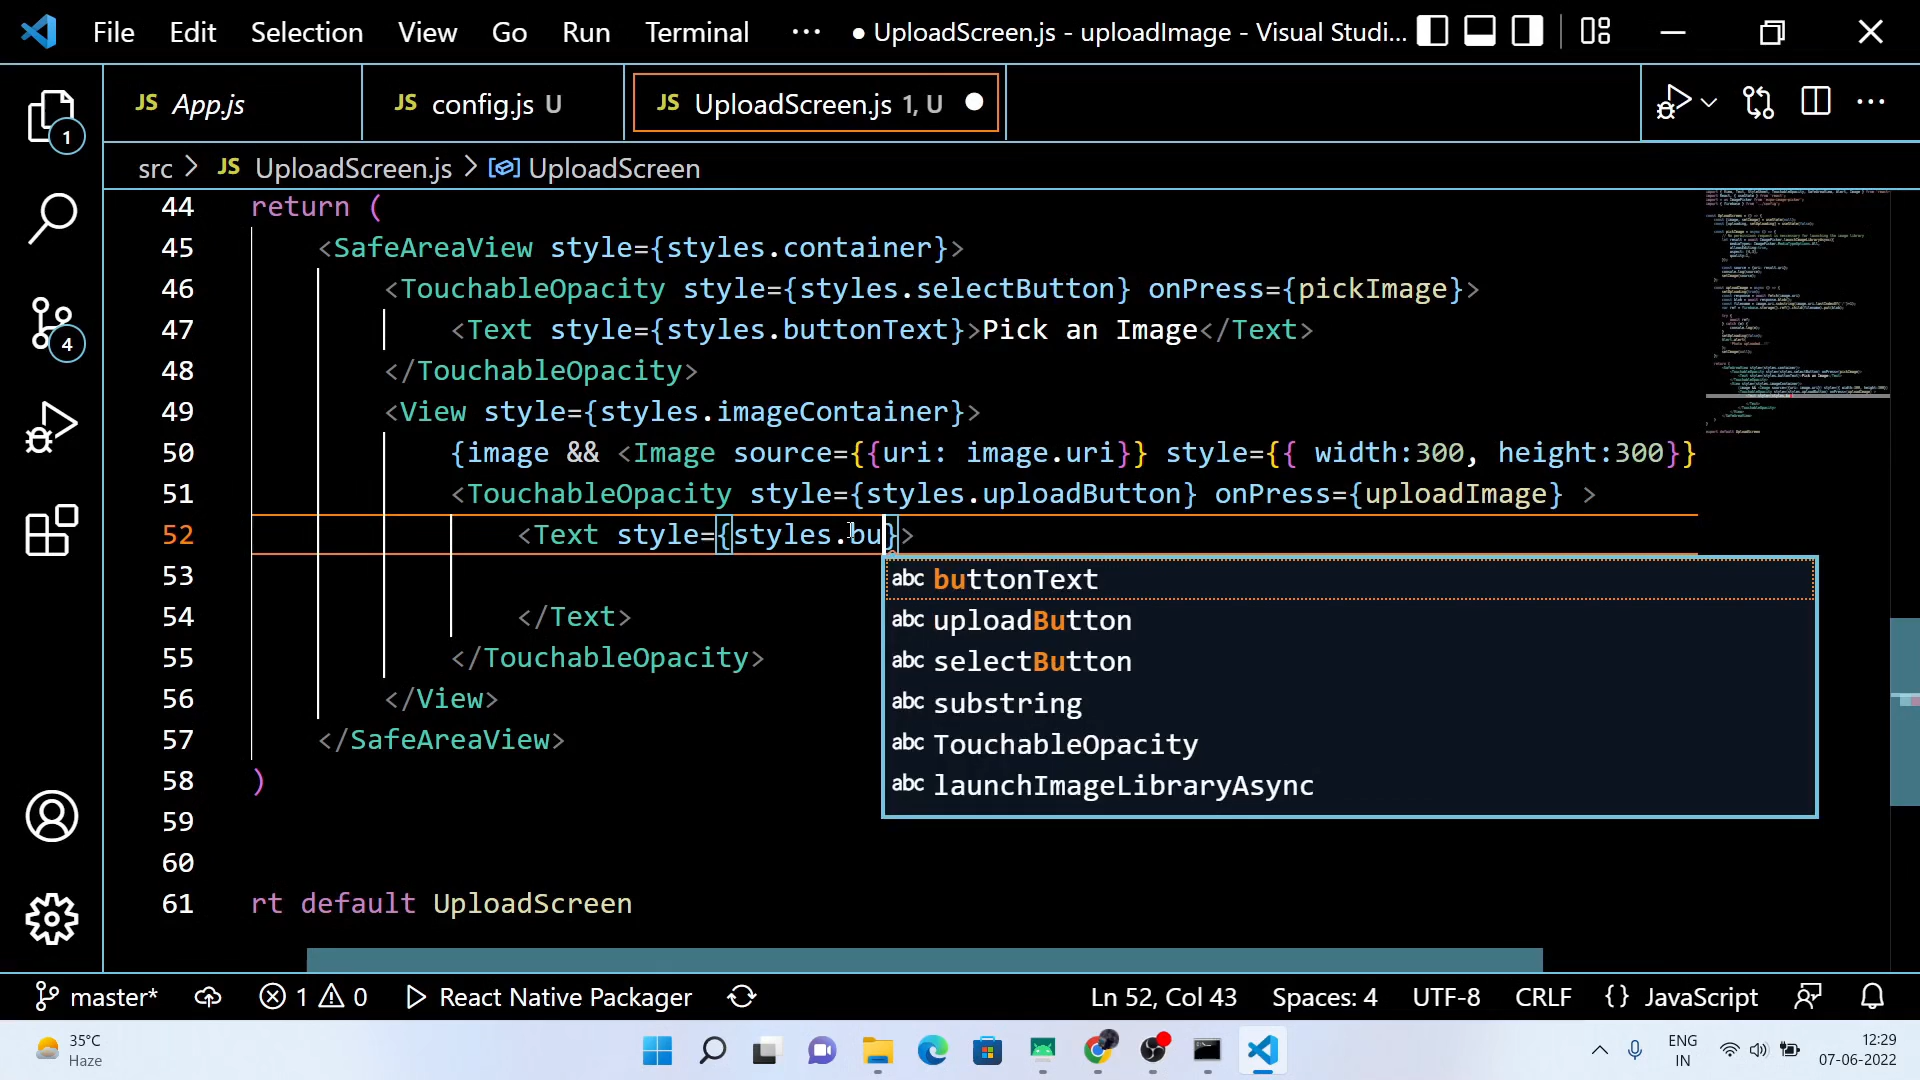 File Edit Selection View Go Run Terminal ··· ● UploadScreen.js - uploadImage - Visual Studi...
JS App.js JS config.js U JS UploadScreen.js 1, U
src > JS UploadScreen.js > UploadScreen
44 return (
45 <SafeAreaView style={styles.container}>
46 <TouchableOpacity style={styles.selectButton} onPress={pickImage}>
47 <Text style={styles.buttonText}>Pick an Image</Text>
48 </TouchableOpacity>
49 <View style={styles.imageContainer}>
50 {image && <Image source={{uri: image.uri}} style={{ width:300, height:300}}
51 <TouchableOpacity style={styles.uploadButton} onPress={uploadImage} >
52 <Text style={styles.bu}>
53
54 </Text>
55 </TouchableOpacity>
56 </View>
57 </SafeAreaView>
58 )
59
60
61 rt default UploadScreen
abc buttonText
abc uploadButton
abc selectButton
abc substring
abc TouchableOpacity
abc launchImageLibraryAsync
1
4
master* 1 0 React Native Packager Ln 52, Col 43 Spaces: 4 UTF-8 CRLF {} JavaScript
35°C
Haze
ENG
IN
12:29
07-06-2022